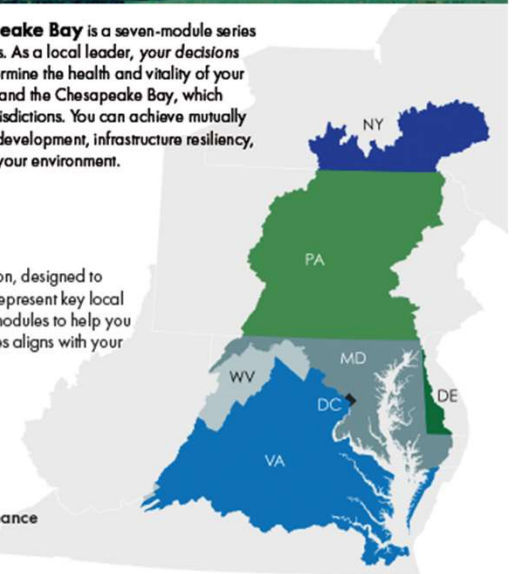 eake Bay is a seven-module series
s. As a local leader, your decisions
rmine the health and vitality of your
and the Chesapeake Bay, which
isdictions. You can achieve mutually
development, infrastructure resiliency,
your environment.
on, designed to
epresent key local
modules to help you
es aligns with your
ance
NY
PA
MD
WV
DE
DC
VA